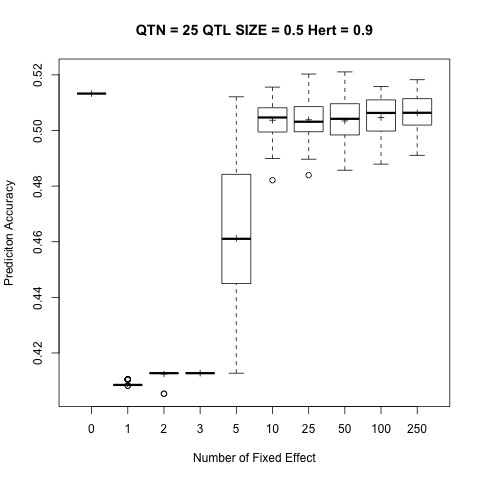 QTN = 25 QTL SIZE = 0.5 Hert = 0.9
0.52
0.50
0.48
0.46
0.44
0.42
Prediciton Accuracy
0 1 2 3 5 10 25 50 100 250
Number of Fixed Effect